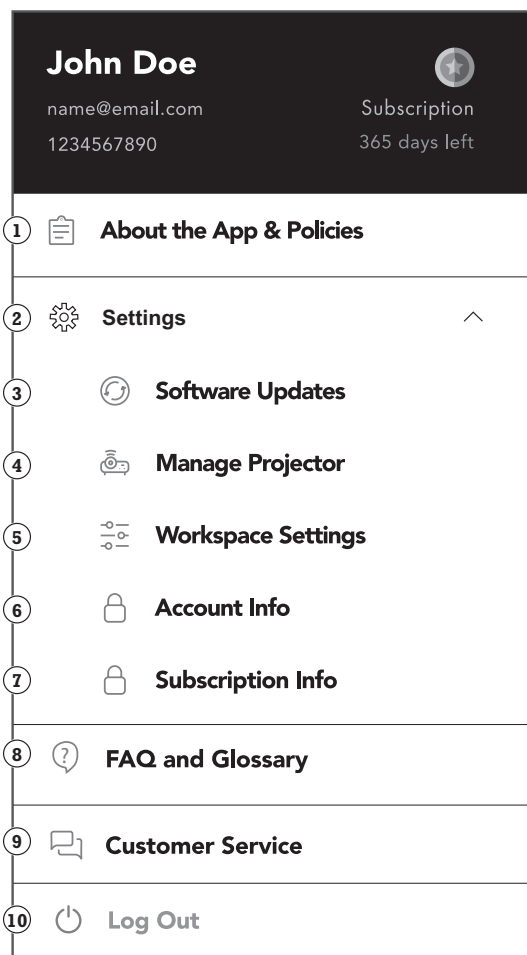 John Doe
name@email.com
Subscription
1234567890
365 days left
1 About the App & Policies
2 Settings
3 Software Updates
4 Manage Projector
5 Workspace Settings
6 Account Info
7 Subscription Info
8 ? FAQ and Glossary
9 Customer Service
10 Log Out